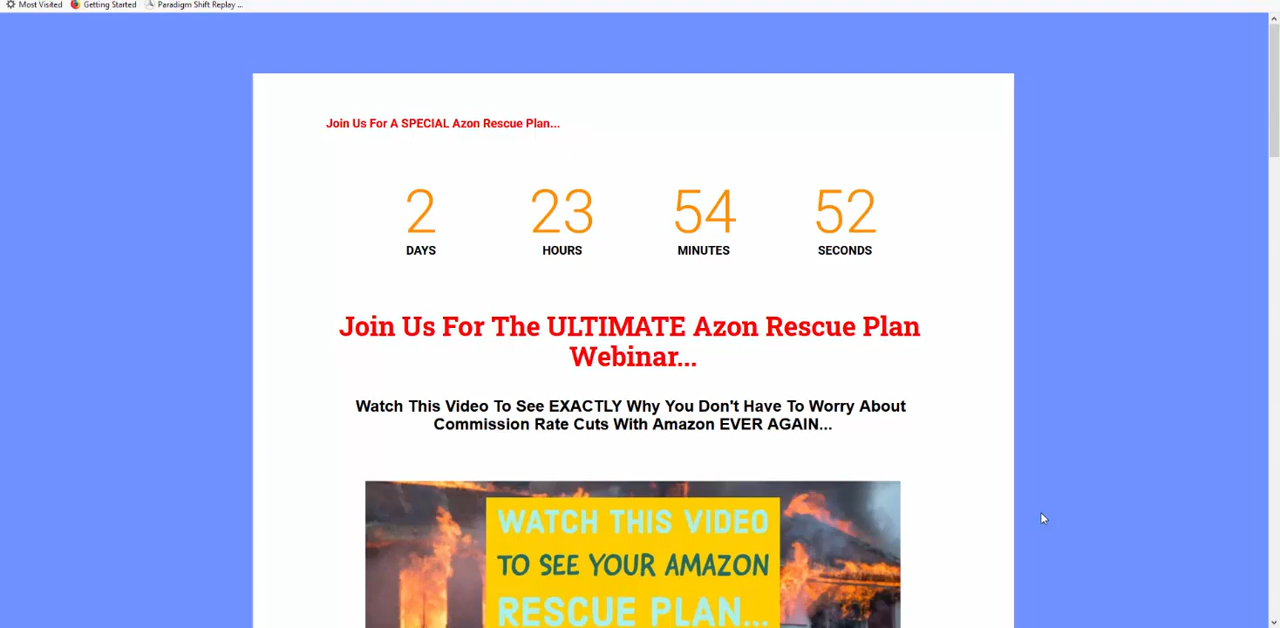 Most Visited Getting Started Paradigm Shift Replay ...
Join Us For A SPECIAL Azon Rescue Plan...
2 23 54 52
DAYS HOURS MINUTES SECONDS
Join Us For The ULTIMATE Azon Rescue Plan
Webinar...
Watch This Video To See EXACTLY Why You Don't Have To Worry About
Commission Rate Cuts With Amazon EVER AGAIN...
WATCH THIS VIDEO
TO SEE YOUR AMAZON
RESCUE PLAN...